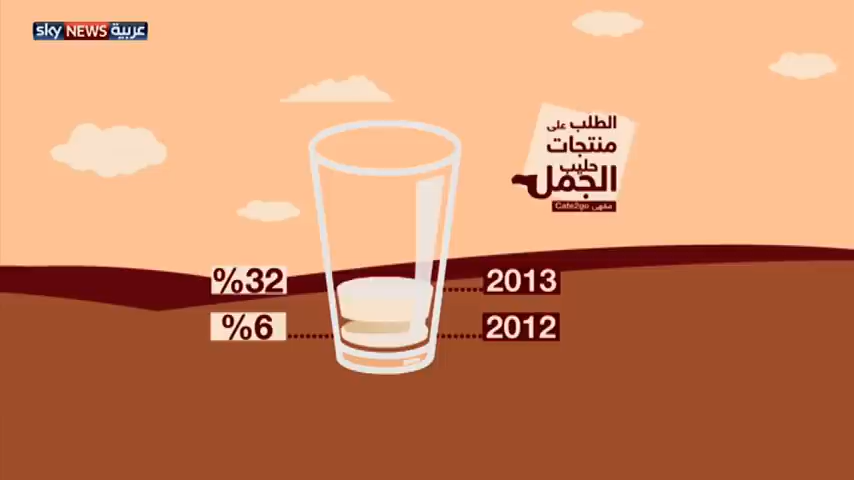 sky NEWS عربية
الطلب على
منتجات
حليب
الجمل
مقهى Cafe2go
%32 2013
%6 2012